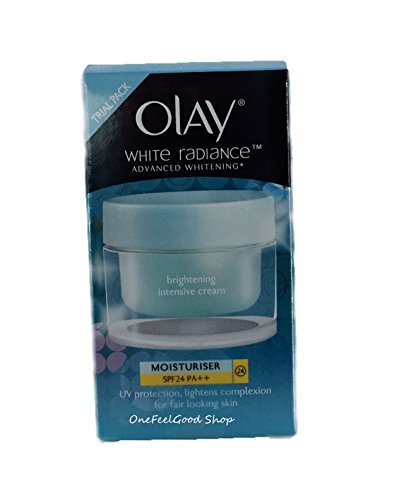 TRIAL PACK
OLAY®
WHITE RADIANCE™
ADVANCED WHITENING*
brightening
intensive cream
MOISTURISER
SPF24 PA++
24
UV protection, lightens complexion
for fair looking skin
OneFeelGood Shop